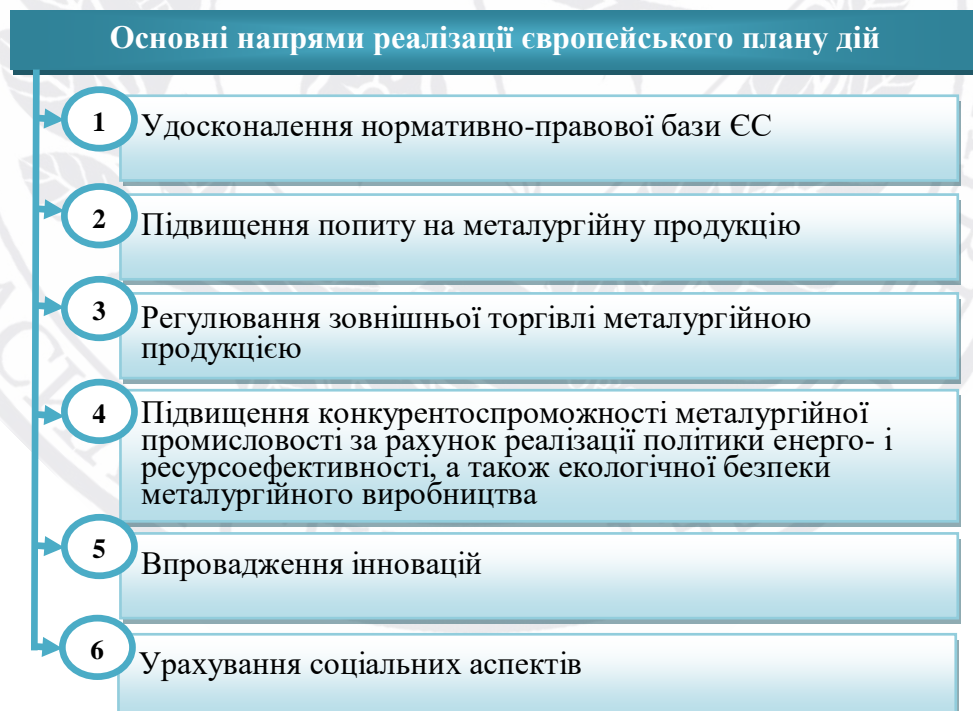 Основні напрями реалізації європейського плану дій
1
Удосконалення нормативно-правової бази ЄС
2
Підвищення попиту на металургійну продукцію
3
Регулювання зовнішньої торгівлі металургійною
продукцією
4
Підвищення конкурентоспроможності металургійної
промисловості за рахунок реалізації політики енерго- і
ресурсоефективності, а також екологічної безпеки
металургійного виробництва
5
Впровадження інновацій
6
Урахування соціальних аспектів